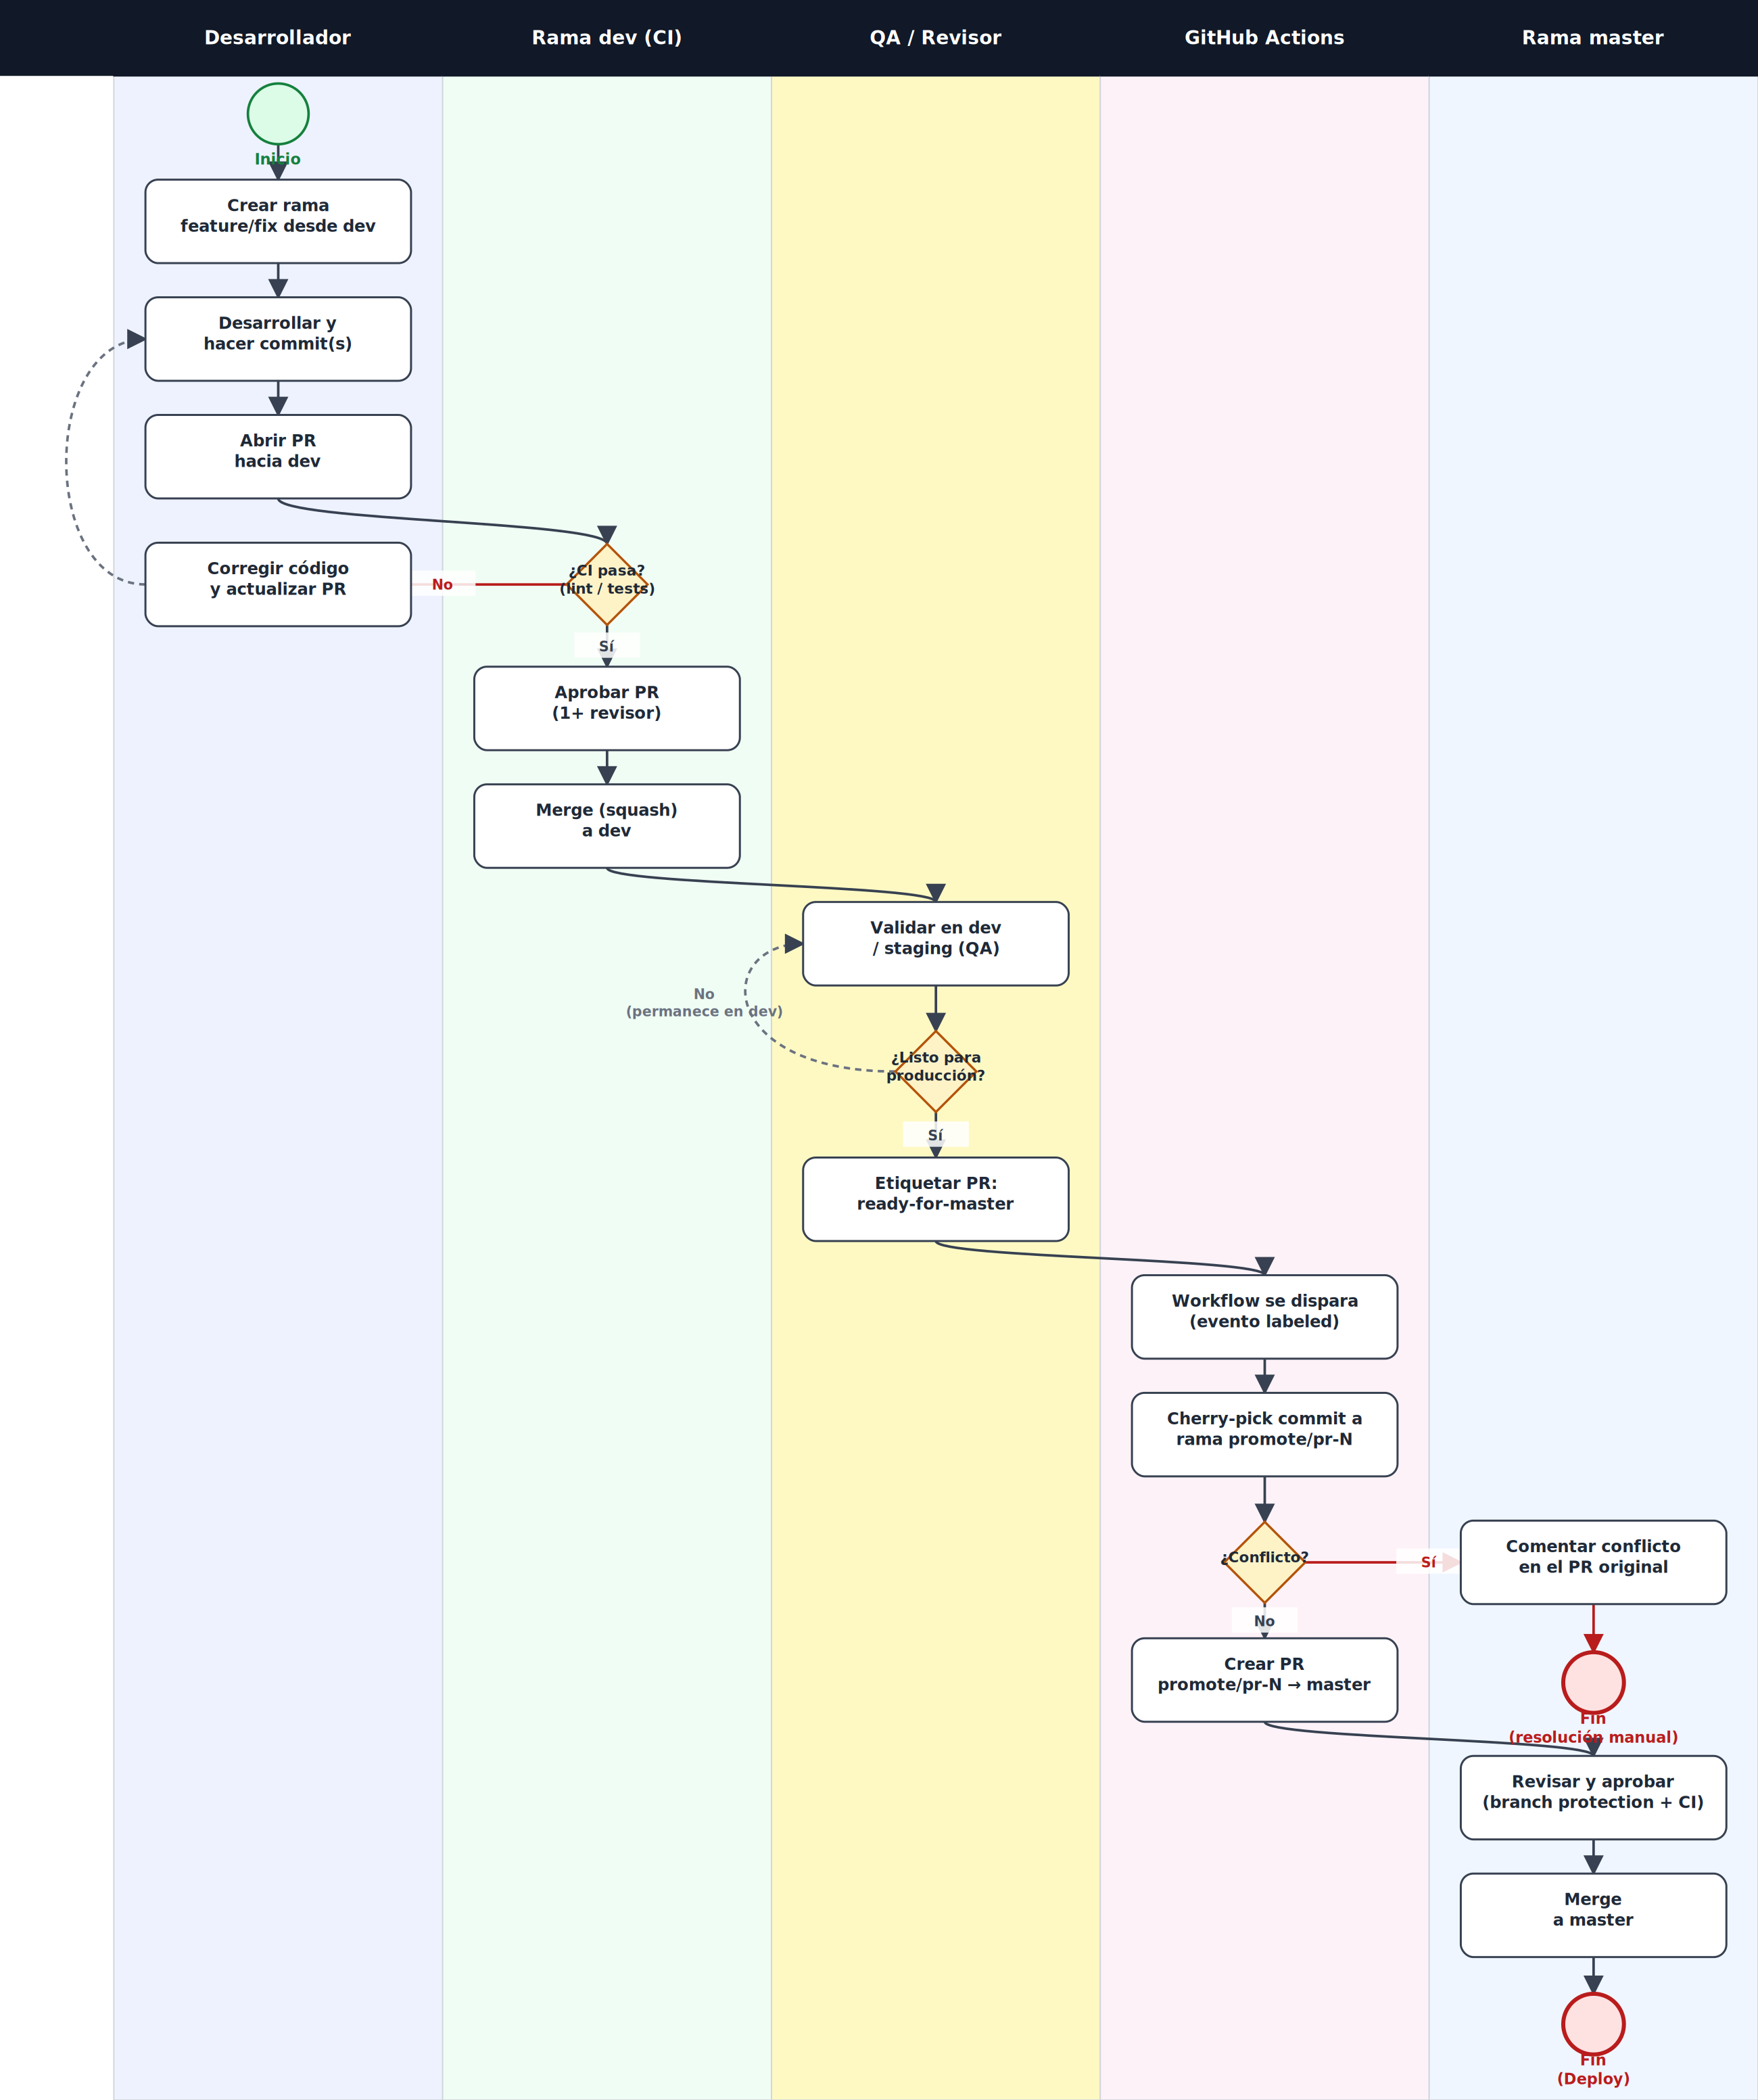 Desarrollador
Rama dev (CI)
QA / Revisor
GitHub Actions
Rama master
Inicio
Crear rama
feature/fix desde dev
Desarrollar y
hacer commit(s)
Abrir PR
hacia dev
Corregir código
y actualizar PR
No
¿CI pasa?
(lint / tests)
Sí
Aprobar PR
(1+ revisor)
Merge (squash)
a dev
Validar en dev
/ staging (QA)
No
(permanece en dev)
¿Listo para
producción?
Sí
Etiquetar PR:
ready-for-master
Workflow se dispara
(evento labeled)
Cherry-pick commit a
rama promote/pr-N
¿Conflicto?
Sí
Comentar conflicto
en el PR original
No
Crear PR
promote/pr-N → master
Fin
(resolución manual)
Revisar y aprobar
(branch protection + CI)
Merge
a master
Fin
(Deploy)